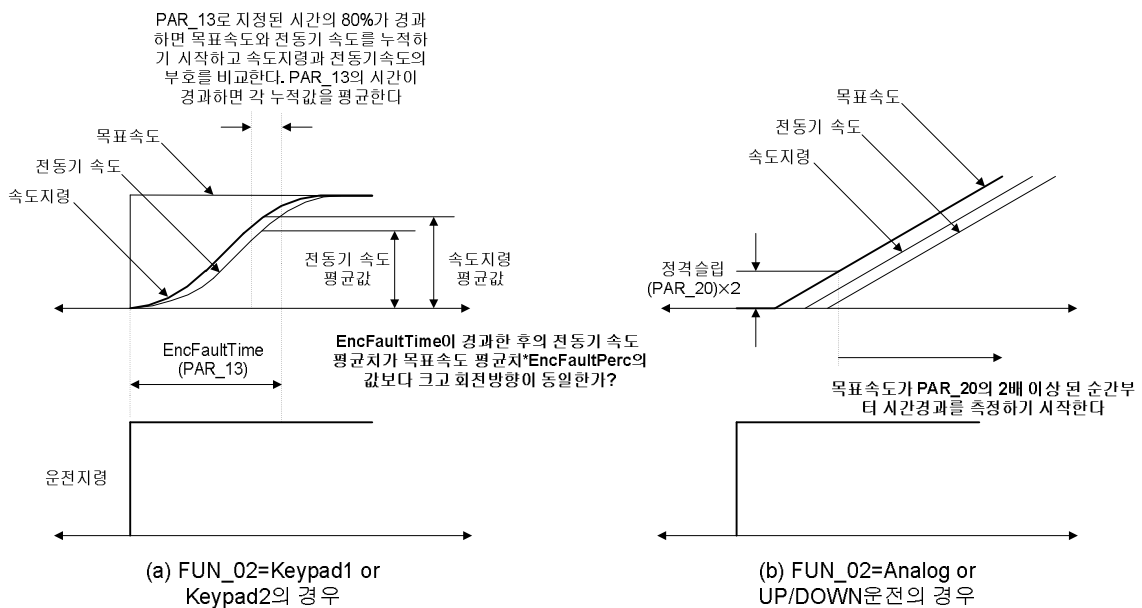 PAR_13로 지정된 시간의 80%가 경과
하면 목표속도와 전동기 속도를 누적하
기 시작하고 속도지령과 전동기속도의
부호를 비교한다. PAR_13의 시간이
경과하면 각 누적값을 평균한다
목표속도
전동기 속도
속도지령
전동기 속도
평균값
속도지령
평균값
EncFaultTime
(PAR_13)
EncFaultTime이 경과한 후의 전동기 속도
평균치가 목표속도 평균치*EncFaultPerc의
값보다 크고 회전방향이 동일한가?
운전지령
(a) FUN_02=Keypad1 or
Keypad2의 경우
목표속도
전동기 속도
속도지령
정격슬립
(PAR_20)×2
목표속도가 PAR_20의 2배 이상 된 순간부
터 시간경과를 측정하기 시작한다
(b) FUN_02=Analog or
UP/DOWN운전의 경우